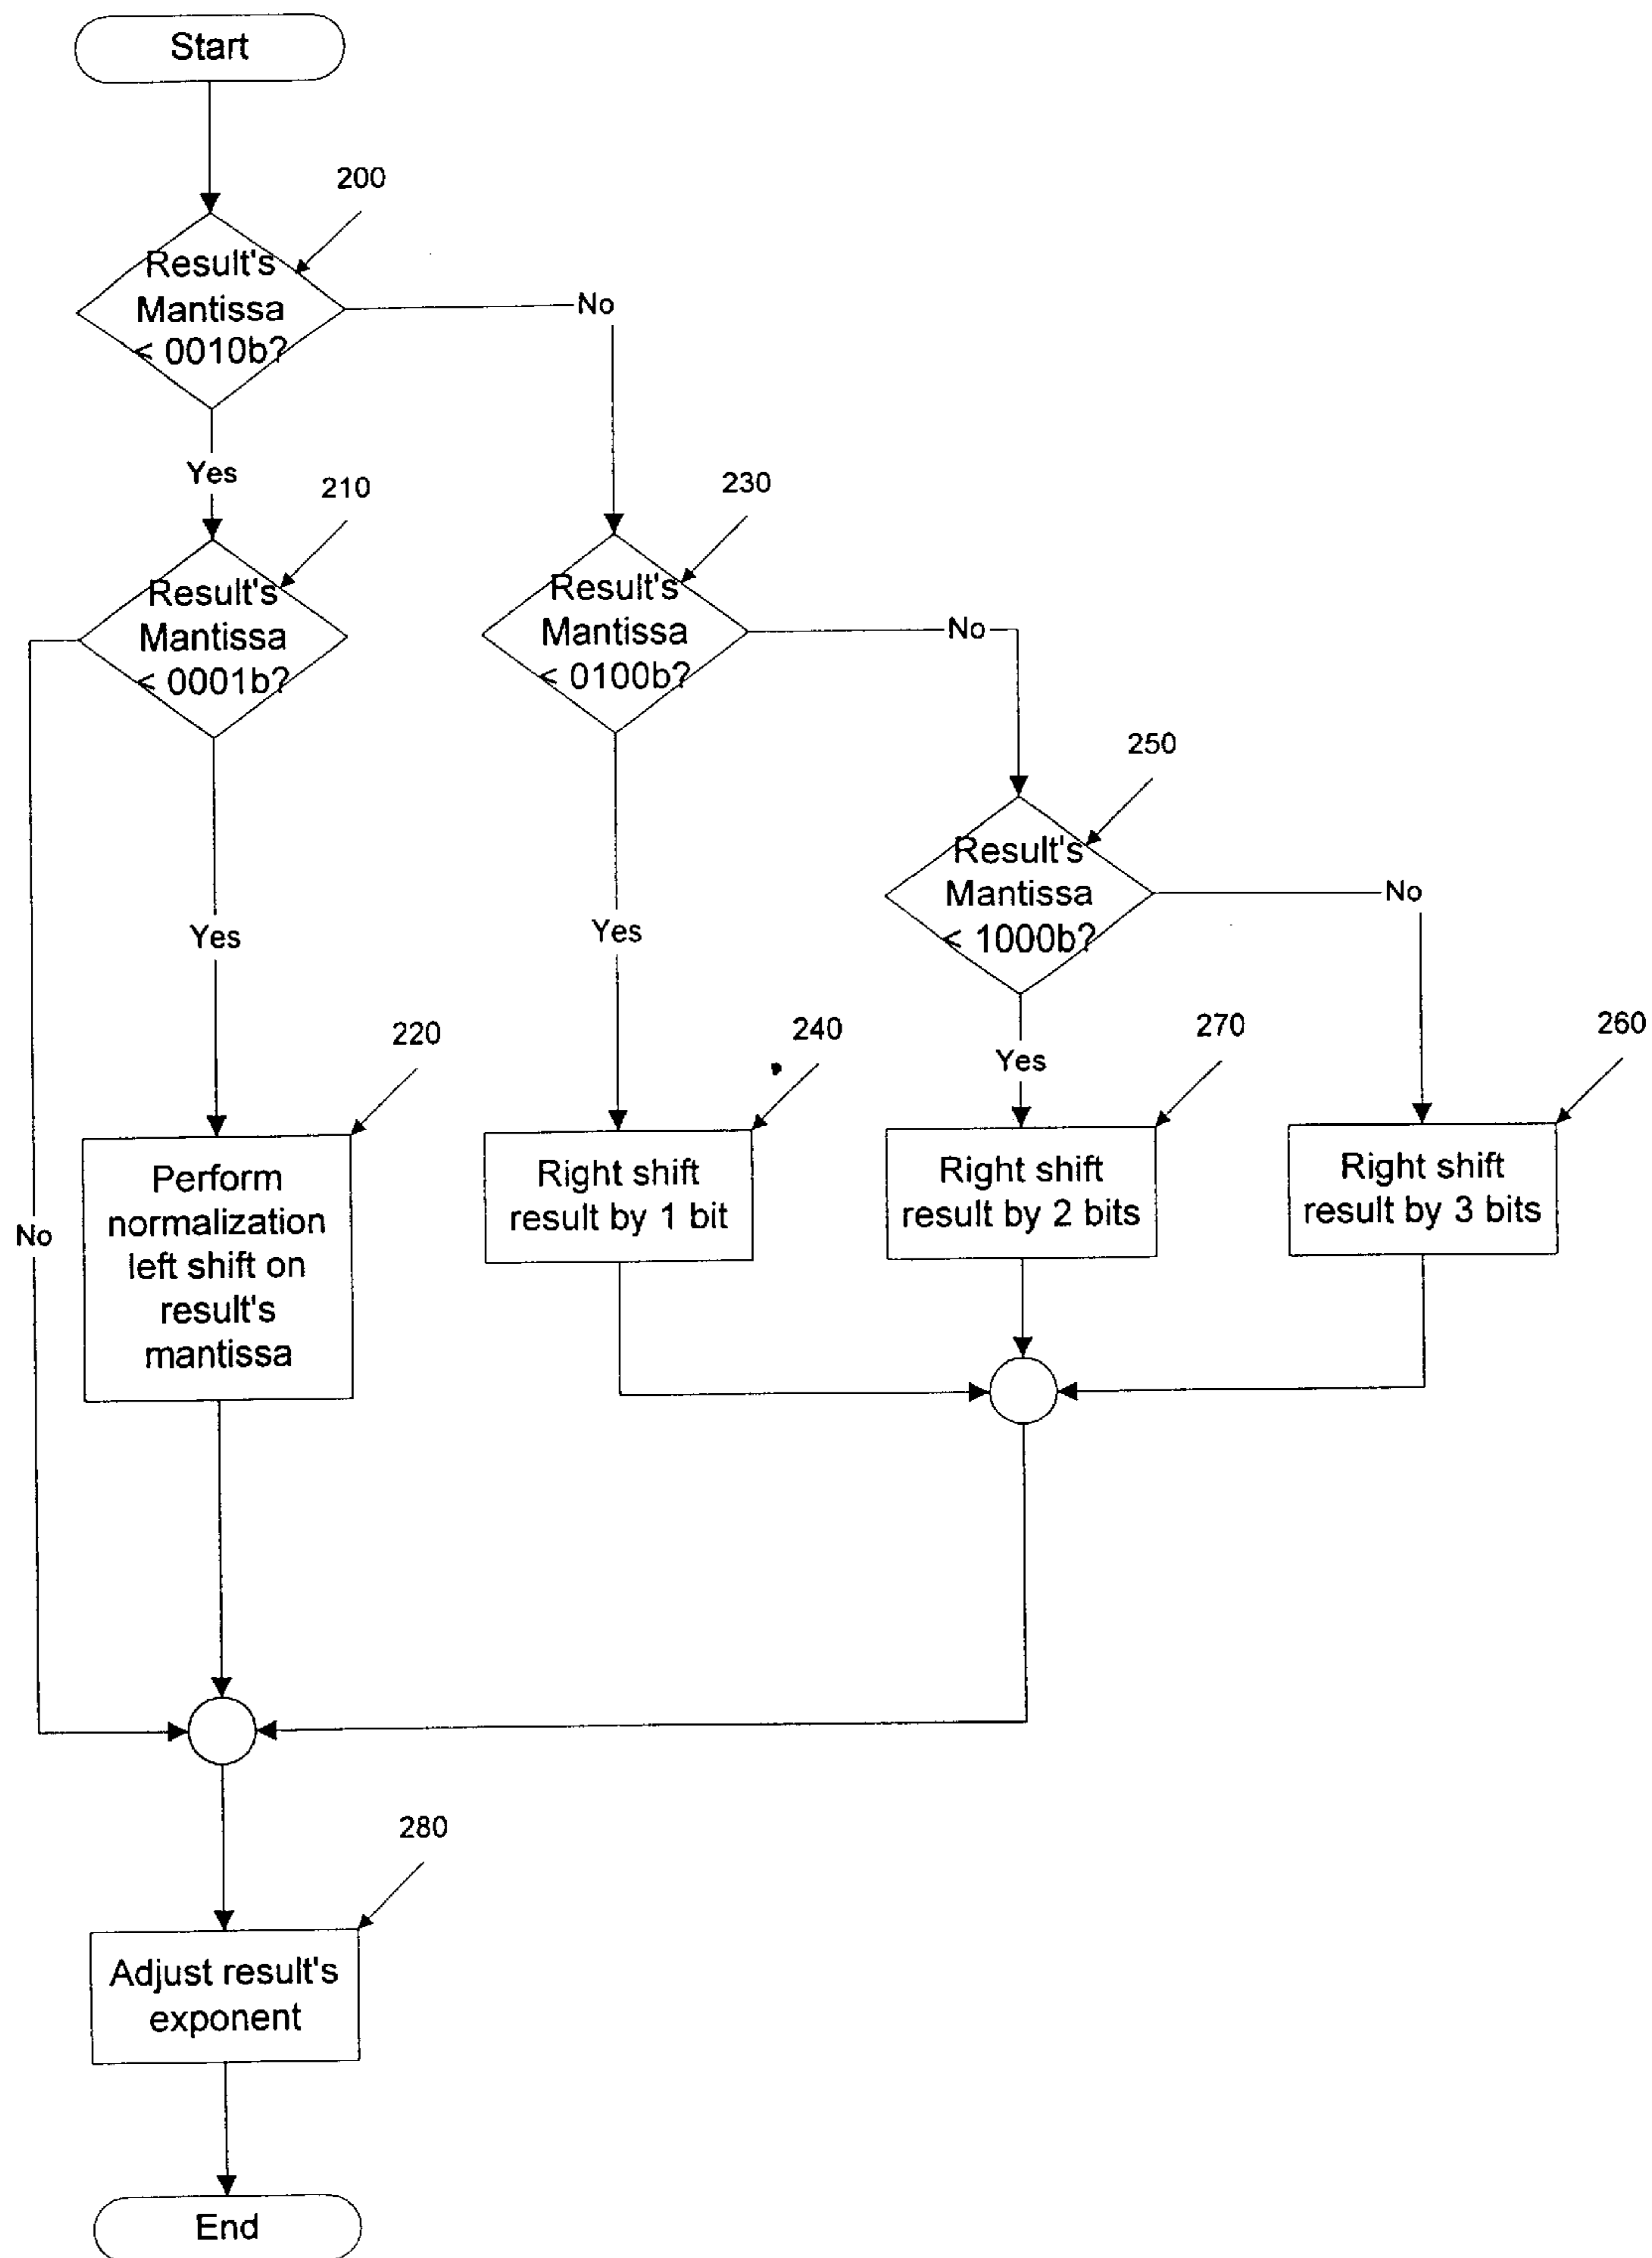 Start
200
Result's
Mantissa
< 0010b?
No
Yes
210
230
Result's
Mantissa
< 0001b?
Result's
Mantissa
< 0100b?
No
250
Result's
Mantissa
< 1000b?
No
Yes
Yes
Yes
220
240
270
260
Perform
normalization
left shift on
result's
mantissa
Right shift
result by 1 bit
Right shift
result by 2 bits
Right shift
result by 3 bits
No
280
Adjust result's
exponent
End